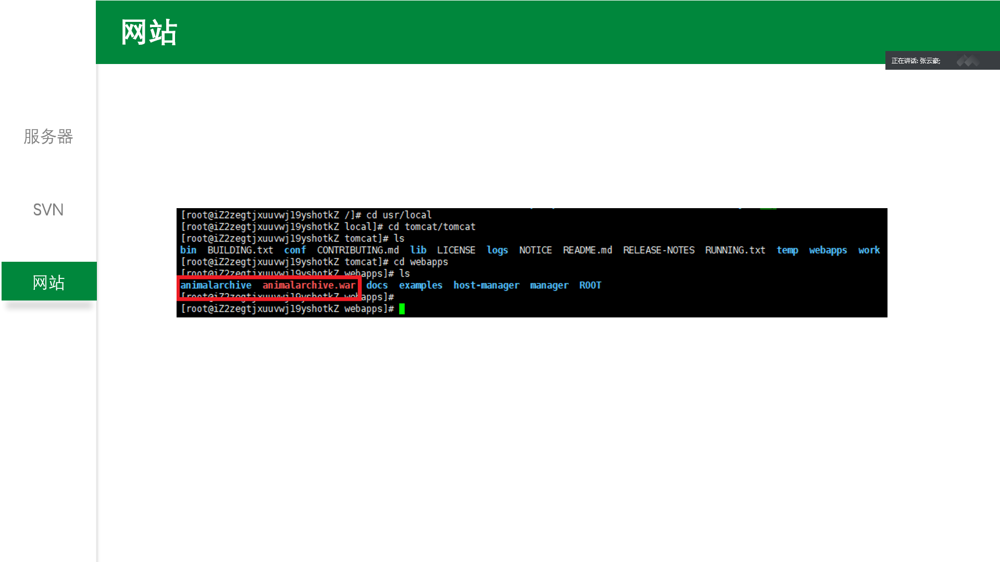 网站
正在讲话: 张云豪;
服务器
SVN
网站
[root@iZ2zegtjxuuvwj19yshotkZ /]# cd usr/local
[root@iZ2zegtjxuuvwj19yshotkZ local]# cd tomcat/tomcat
[root@iZ2zegtjxuuvwj19yshotkZ tomcat]# ls
bin BUILDING.txt conf CONTRIBUTING.md lib LICENSE logs NOTICE README.md RELEASE-NOTES RUNNING.txt temp webapps work
[root@iZ2zegtjxuuvwj19yshotkZ tomcat]# cd webapps
[root@iZ2zegtjxuuvwj19yshotkZ webapps]# ls
animalarchive animalarchive.war docs examples host-manager manager ROOT
[root@iZ2zegtjxuuvwj19yshotkZ webapps]#
[root@iZ2zegtjxuuvwj19yshotkZ webapps]#